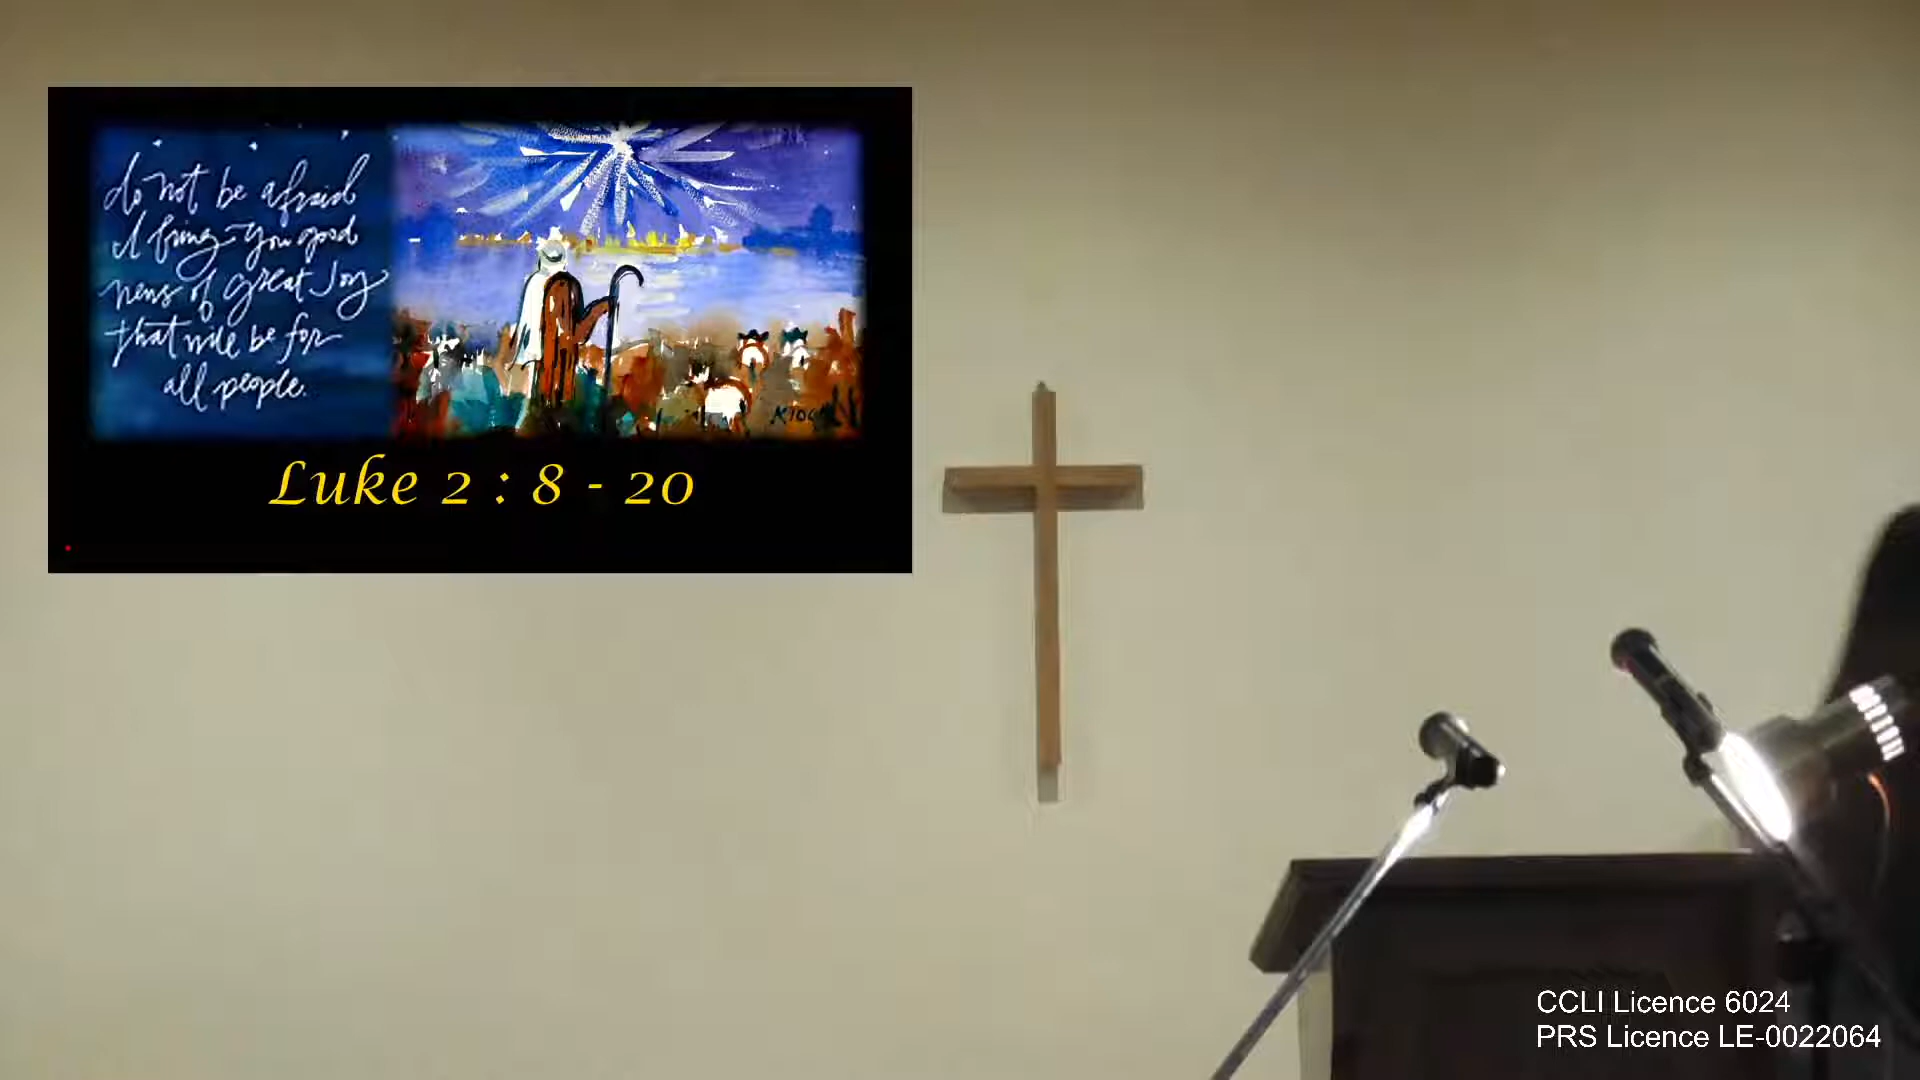 do not be afraid
I bring you good
news of great Joy
that will be for
all people.
Luke 2 : 8 - 20
CCLI Licence 6024
PRS Licence LE-0022064